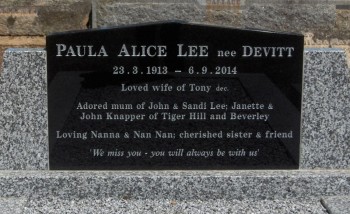 PAULA ALICE LEE nee DEVITT
23.3.1913 – 6.9.2014
Loved wife of Tony dec.
Adored mum of John & Sandi Lee; Janette &
John Knapper of Tiger Hill and Beverley
Loving Nanna & Nan Nan; cherished sister & friend
'We miss you - you will always be with us'